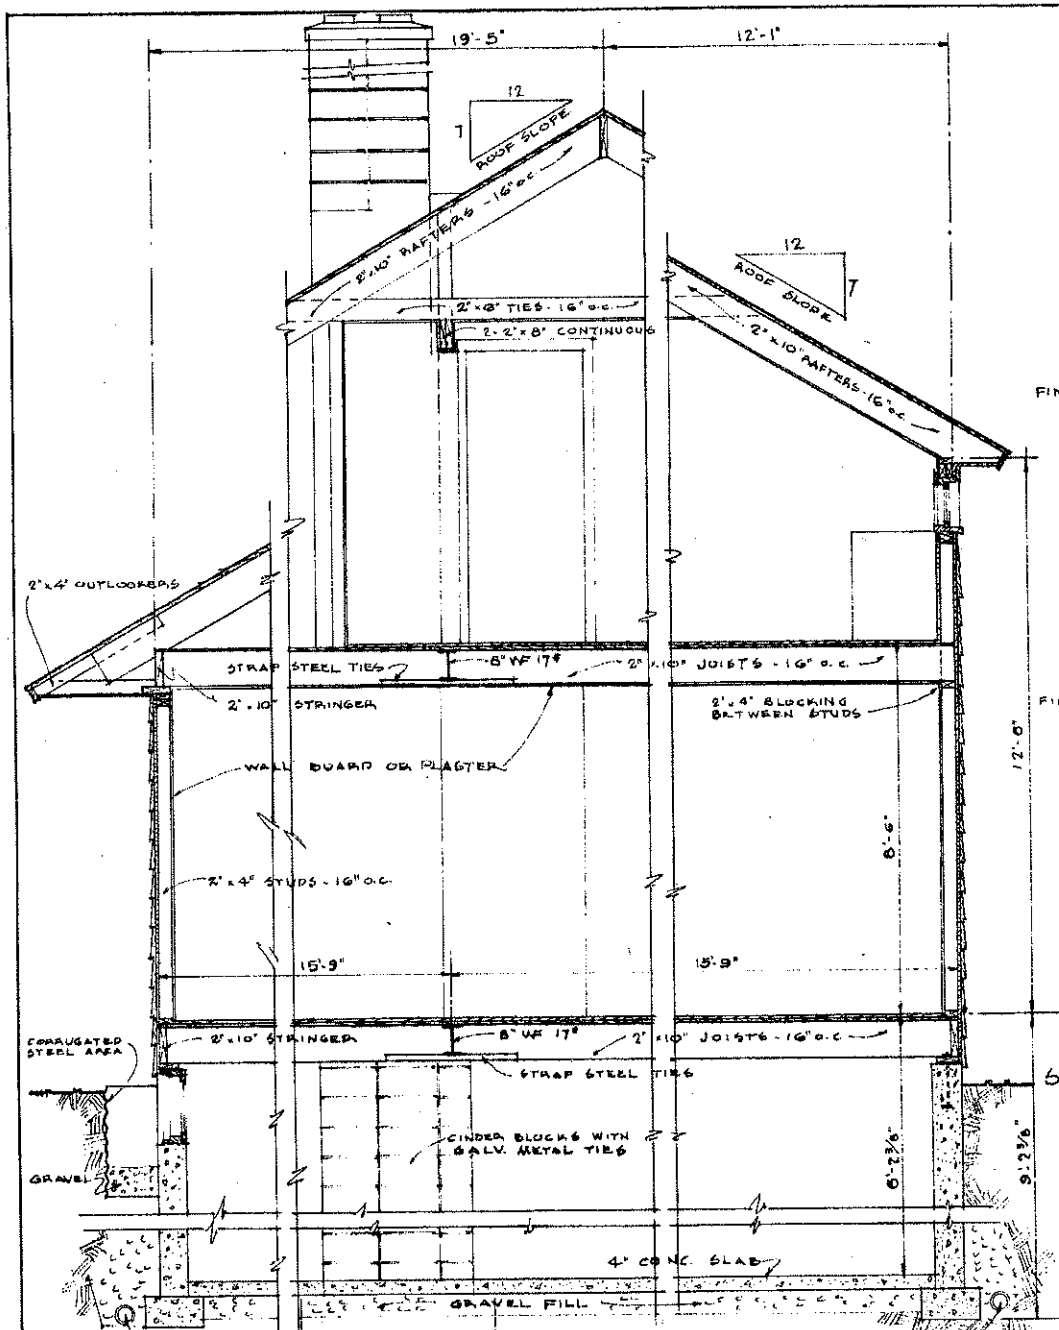 19'-5"
12'-1"
12
7
ROOF SLOPE
2"x10" RAFTERS - 16" o.c.
12
7
ROOF SLOPE
2"x8" TIES - 16" o.c.
2- 2"x8" CONTINUOUS
2"x10" RAFTERS - 16" o.c.
FIN
2"x4" OUTLOOKERS
STRAP STEEL TIES
8" WF 17#
2"x10" JOISTS - 16" o.c.
2"x10" STRINGER
2"x4" BLOCKING
BETWEEN STUDS
FIN
12'-8"
WALL BOARD OR PLASTER
8'-6"
2"x4" STUDS - 16" o.c.
15'-9"
15'-9"
CORRUGATED
STEEL AREA
2"x10" STRINGER
8" WF 17#
2"x10" JOISTS - 16" o.c.
STRAP STEEL TIES
CINDER BLOCKS WITH
GALV. METAL TIES
GRAVEL
9'-2 3/8"
4" CONC. SLAB
GRAVEL FILL